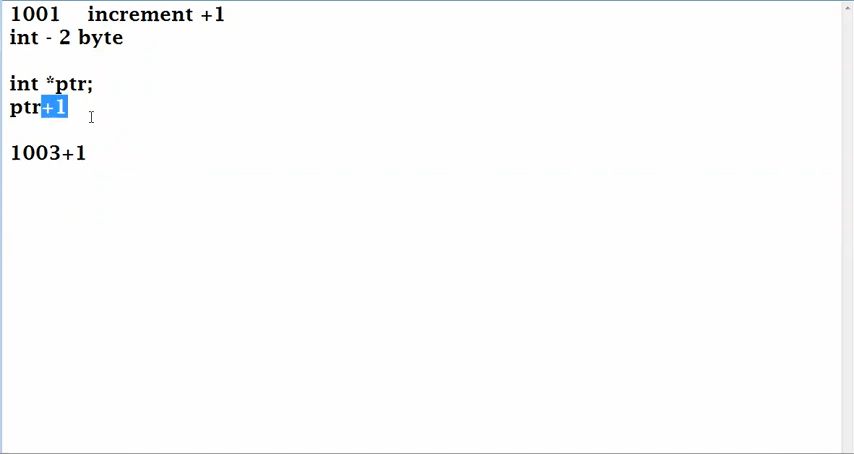 1001 increment +1
int - 2 byte
int *ptr;
ptr+1
1003+1